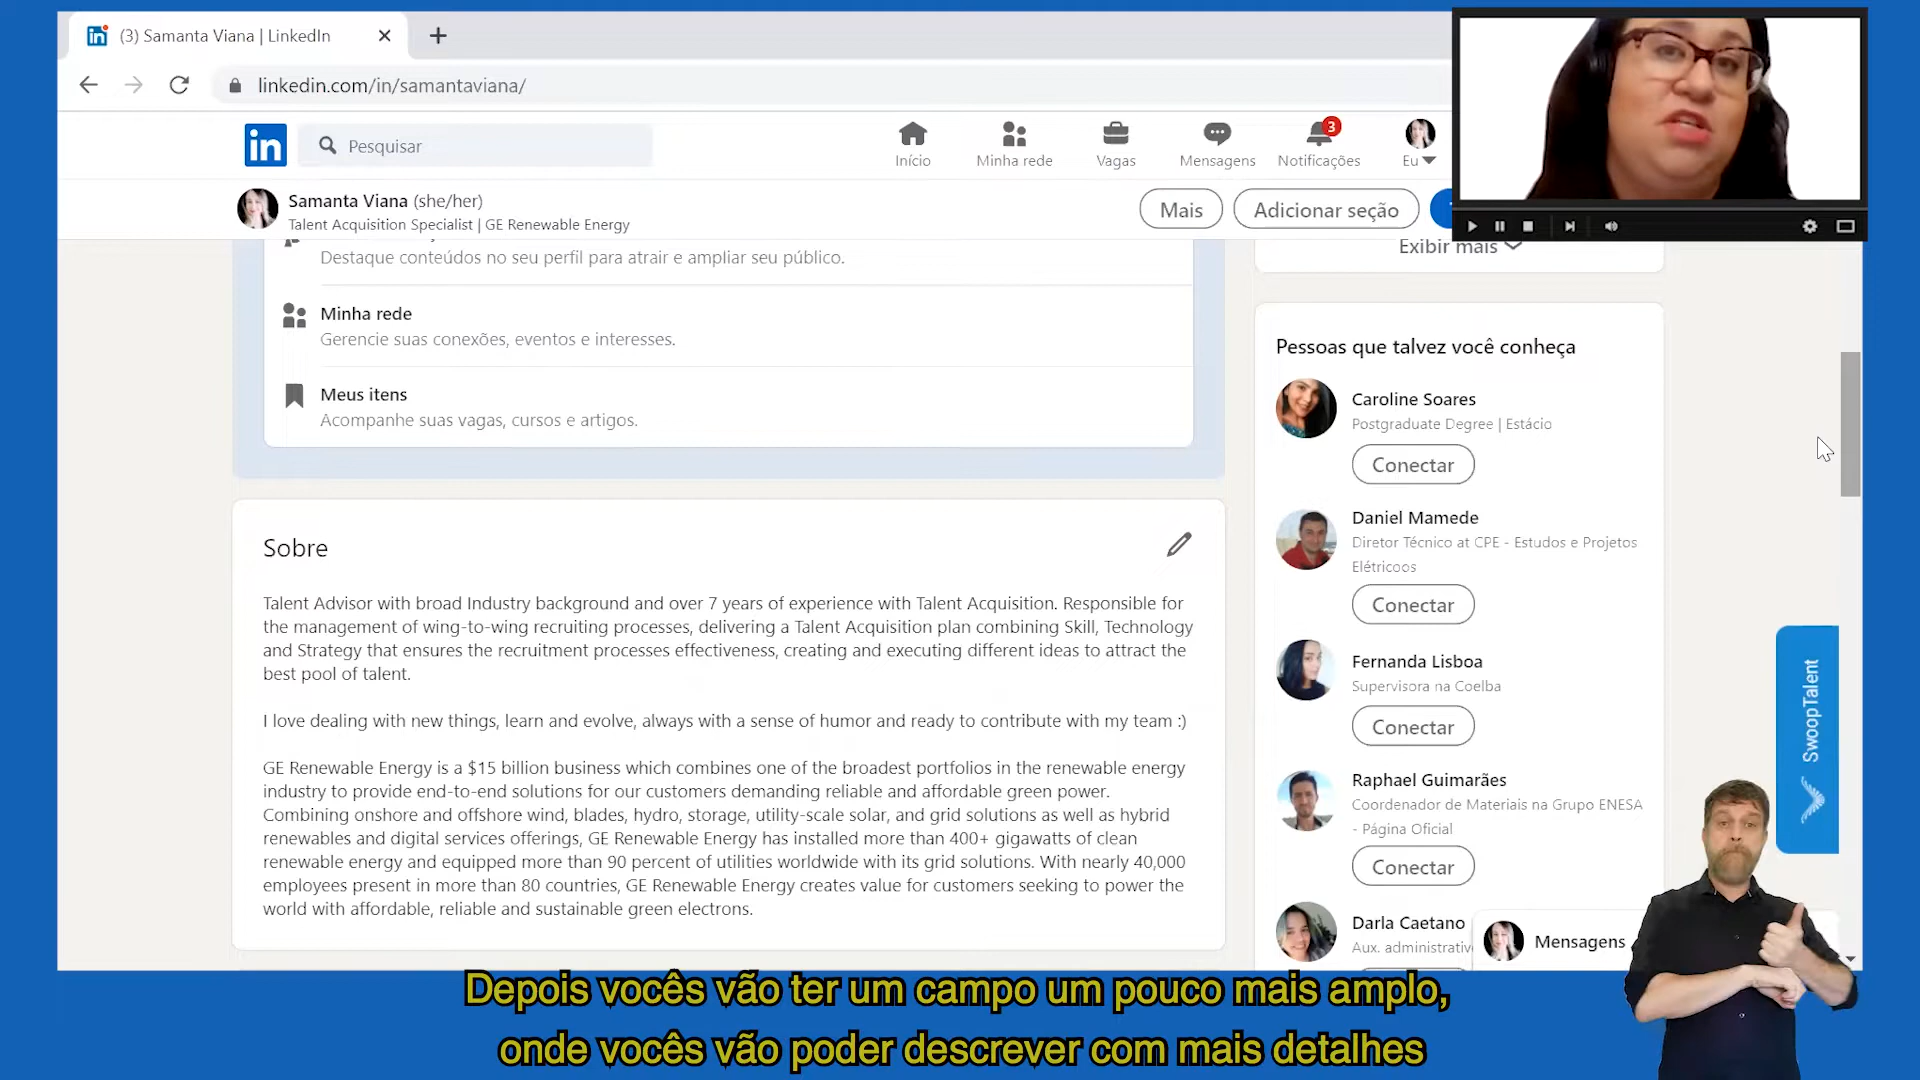 (3) Samanta Viana | LinkedIn
linkedin.com/in/samantaviana/
in
Pesquisar
Início
Minha rede
Vagas
Mensagens
3
Notificações
Eu
Samanta Viana (she/her)
Talent Acquisition Specialist | GE Renewable Energy
Mais
Adicionar seção
Exibir mais
Destaque conteúdos no seu perfil para atrair e ampliar seu público.
Minha rede
Gerencie suas conexões, eventos e interesses.
Meus itens
Acompanhe suas vagas, cursos e artigos.
Sobre
Talent Advisor with broad Industry background and over 7 years of experience with Talent Acquisition. Responsible for
the management of wing-to-wing recruiting processes, delivering a Talent Acquisition plan combining Skill, Technology
and Strategy that ensures the recruitment processes effectiveness, creating and executing different ideas to attract the
best pool of talent.
I love dealing with new things, learn and evolve, always with a sense of humor and ready to contribute with my team :)
GE Renewable Energy is a $15 billion business which combines one of the broadest portfolios in the renewable energy
industry to provide end-to-end solutions for our customers demanding reliable and affordable green power.
Combining onshore and offshore wind, blades, hydro, storage, utility-scale solar, and grid solutions as well as hybrid
renewables and digital services offerings, GE Renewable Energy has installed more than 400+ gigawatts of clean
renewable energy and equipped more than 90 percent of utilities worldwide with its grid solutions. With nearly 40,000
employees present in more than 80 countries, GE Renewable Energy creates value for customers seeking to power the
world with affordable, reliable and sustainable green electrons.
Pessoas que talvez você conheça
Caroline Soares
Postgraduate Degree | Estácio
Conectar
Daniel Mamede
Diretor Técnico at CPE - Estudos e Projetos
Elétricoos
Conectar
Fernanda Lisboa
Supervisora na Coelba
Conectar
Raphael Guimarães
Coordenador de Materiais na Grupo ENESA
- Página Oficial
Conectar
Darla Caetano
Aux. administrativ
Mensagens
SwoopTalent
Depois vocês vão ter um campo um pouco mais amplo,
onde vocês vão poder descrever com mais detalhes